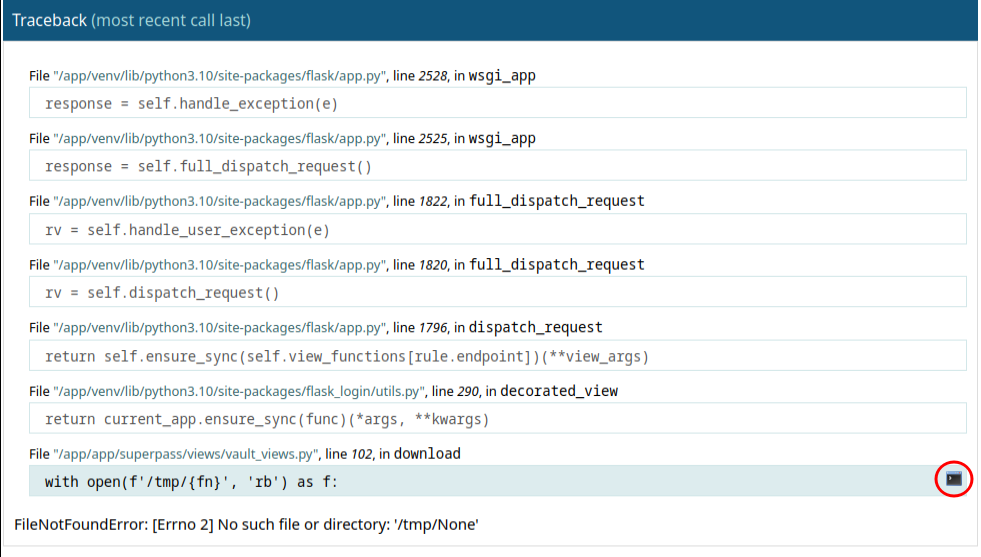 Traceback (most recent call last)
File "/app/venv/lib/python3.10/site-packages/flask/app.py", line 2528, in wsgi_app
response = self.handle_exception(e)
File "/app/venv/lib/python3.10/site-packages/flask/app.py", line 2525, in wsgi_app
response = self.full_dispatch_request()
File "/app/venv/lib/python3.10/site-packages/flask/app.py", line 1822, in full_dispatch_request
rv = self.handle_user_exception(e)
File "/app/venv/lib/python3.10/site-packages/flask/app.py", line 1820, in full_dispatch_request
rv = self.dispatch_request()
File "/app/venv/lib/python3.10/site-packages/flask/app.py", line 1796, in dispatch_request
return self.ensure_sync(self.view_functions[rule.endpoint])(**view_args)
File "/app/venv/lib/python3.10/site-packages/flask_login/utils.py", line 290, in decorated_view
return current_app.ensure_sync(func)(*args, **kwargs)
File "/app/app/superpass/views/vault_views.py", line 102, in download
with open(f'/tmp/{fn}', 'rb') as f:
FileNotFoundError: [Errno 2] No such file or directory: '/tmp/None'